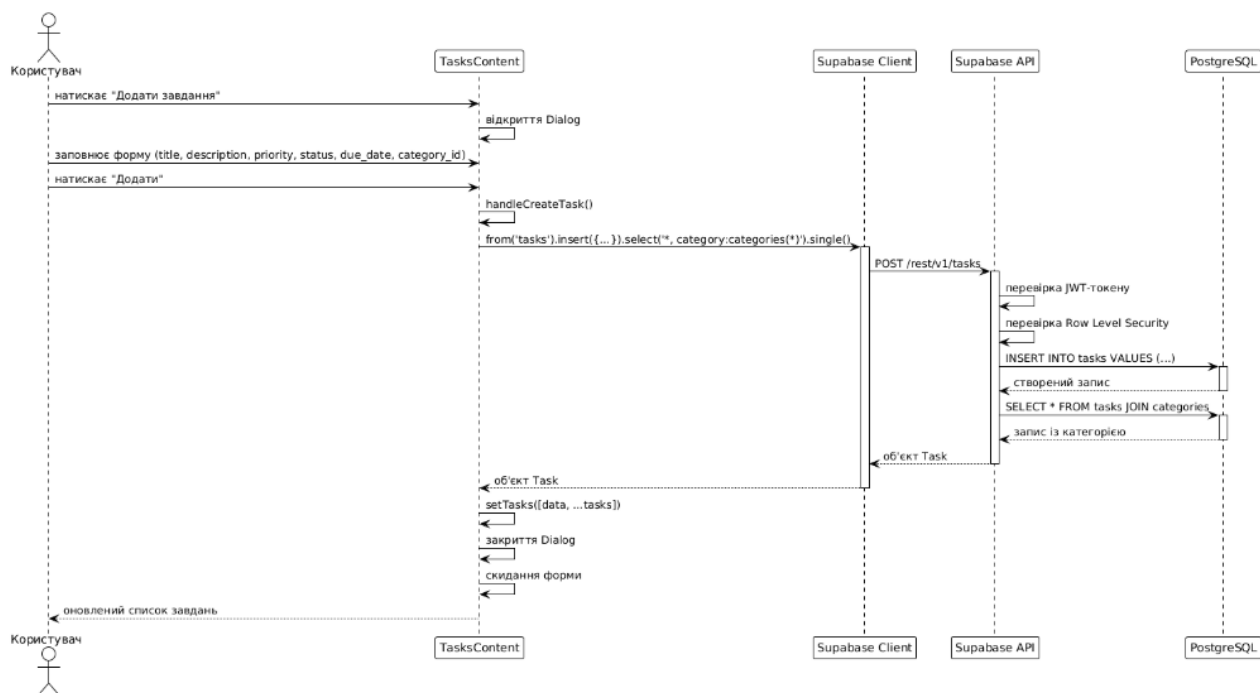 Користувач
TasksContent
Supabase Client
Supabase API
PostgreSQL
натискає "Додати завдання"
відкриття Dialog
заповнює форму (title, description, priority, status, due_date, category_id)
натискає "Додати"
handleCreateTask()
from('tasks').insert({...}).select('*, category:categories(*)').single()
POST /rest/v1/tasks
перевірка JWT-токену
перевірка Row Level Security
INSERT INTO tasks VALUES (...)
створений запис
SELECT * FROM tasks JOIN categories
запис із категорією
об'єкт Task
об'єкт Task
setTasks([data, ...tasks])
закриття Dialog
скидання форми
оновлений список завдань
Користувач
TasksContent
Supabase Client
Supabase API
PostgreSQL